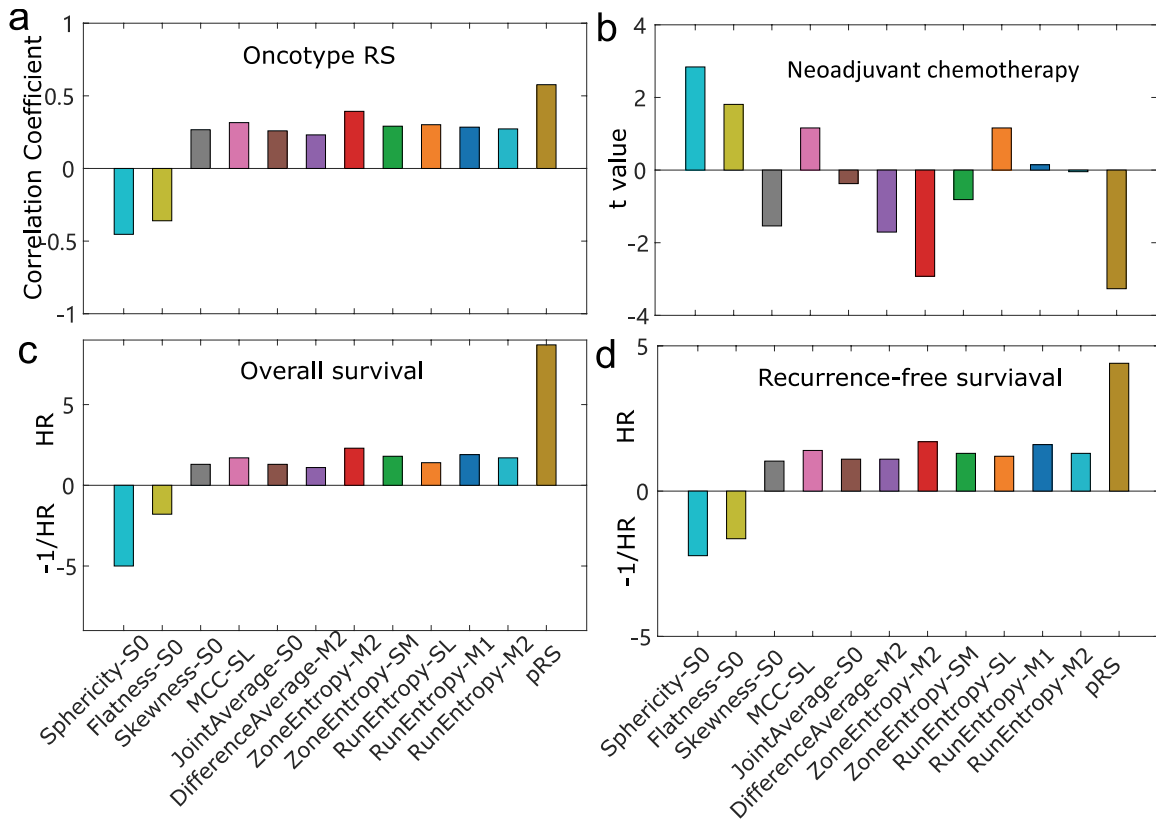 a
Oncotype RS
Correlation Coefficient
1
0.5
0
-0.5
-1
b
Neoadjuvant chemotherapy
t value
4
2
0
-2
-4
c
Overall survival
-1/HR HR
5
0
-5
Sphericity-S0
Flatness-S0
Skewness-S0
MCC-SL
JointAverage-S0
DifferenceAverage-M2
ZoneEntropy-M2
ZoneEntropy-SM
RunEntropy-SL
RunEntropy-M1
RunEntropy-M2
pRS
d
Recurrence-free surviaval
-1/HR HR
5
0
-5
Sphericity-S0
Flatness-S0
Skewness-S0
MCC-SL
JointAverage-S0
DifferenceAverage-M2
ZoneEntropy-M2
ZoneEntropy-SM
RunEntropy-SL
RunEntropy-M1
RunEntropy-M2
pRS